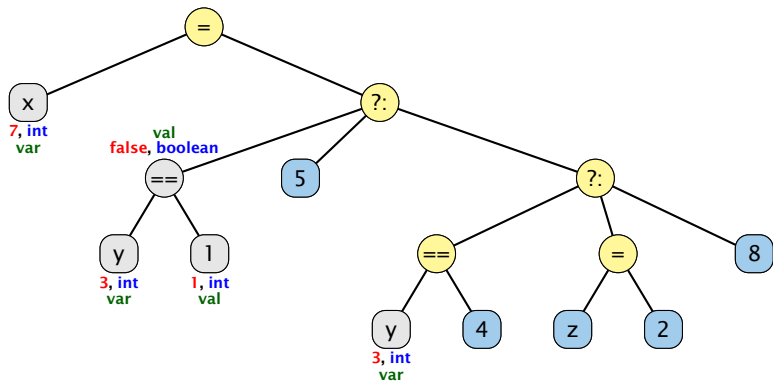 =
x
7, int
var
?:
val
false, boolean
==
5
?:
y
3, int
var
1
1, int
val
==
=
8
y
3, int
var
4
z
2